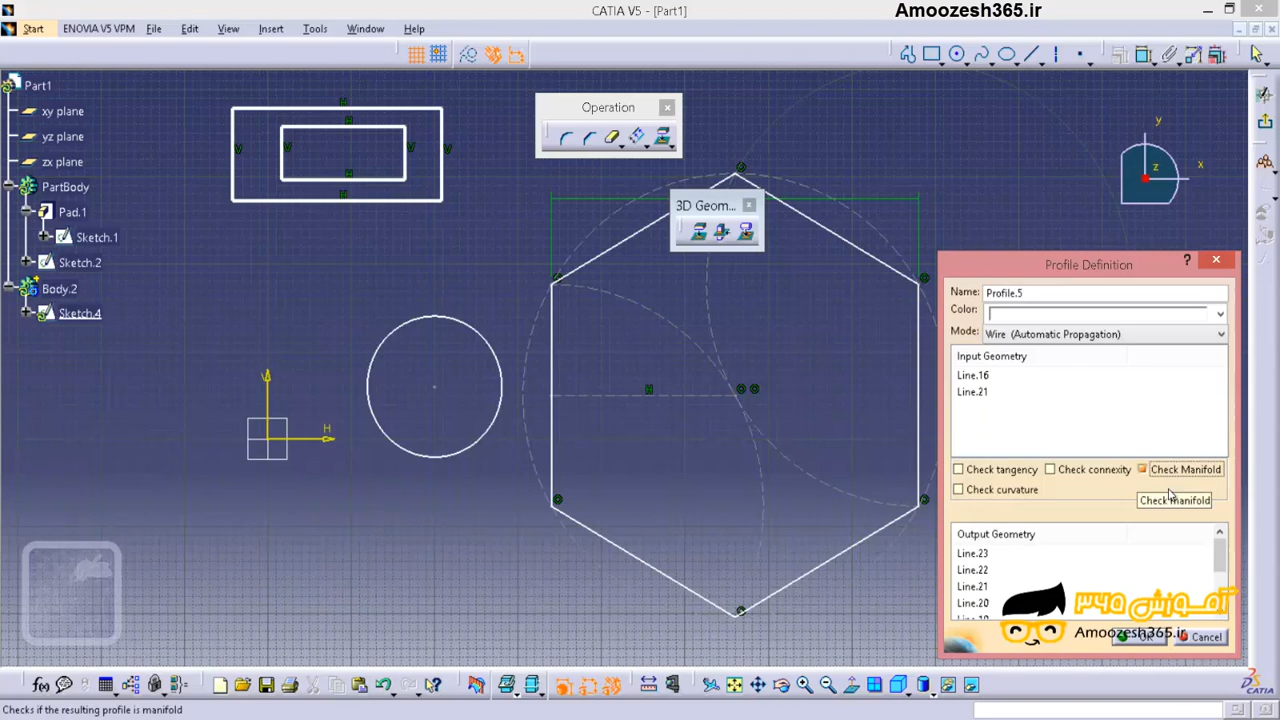 CATIA V5 - [Part1]
Amoozesh365.ir
Start
ENOVIA V5 VPM
File
Edit
View
Insert
Tools
Window
Help
Part1
xy plane
yz plane
zx plane
PartBody
Pad.1
Sketch.1
Sketch.2
Body.2
Sketch.4
Operation
3D Geom...
y
x
z
H
V
H
V
V
V
H
H
H
H
Profile Definition
Name: Profile.5
Color:
Mode: Wire (Automatic Propagation)
Input Geometry
Line.16
Line.21
Check tangency
Check connexity
Check Manifold
Check curvature
Check manifold
Output Geometry
Line.23
Line.22
Line.21
Line.20
آموزش ۳۶۵
Amoozesh365.ir
Cancel
f(x)
Checks if the resulting profile is manifold